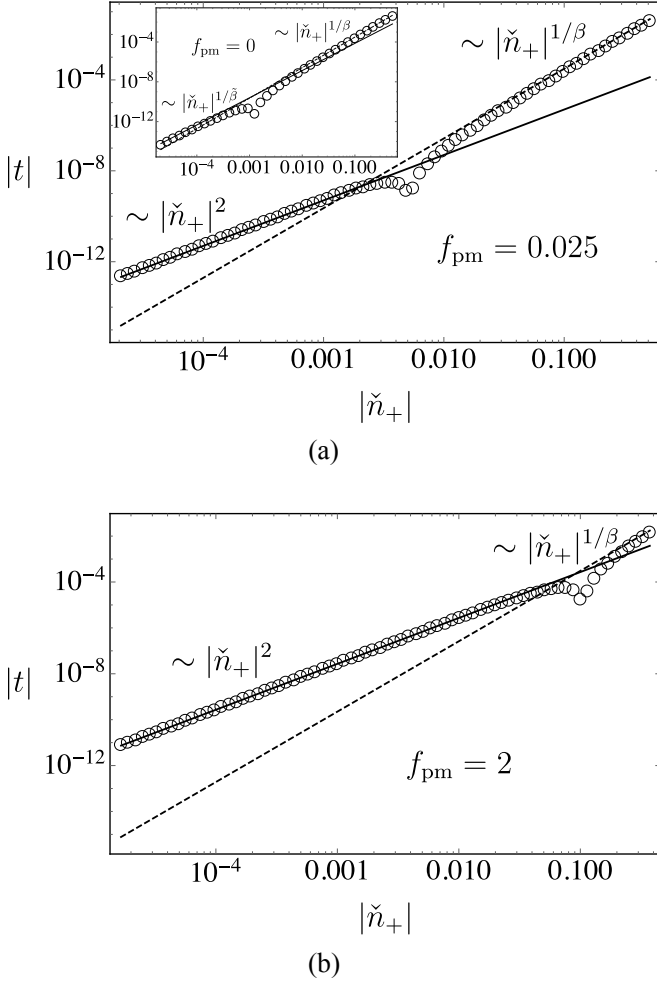 10⁻⁴
10⁻⁸
10⁻¹²
f_pm = 0
∼ |ň₊|^{1/β}
∼ |ň₊|^{1/β̃}
10⁻⁴ 0.001 0.010 0.100
∼ |ň₊|^{1/β}
10⁻⁴
10⁻⁸
10⁻¹²
|t|
∼ |ň₊|²
f_pm = 0.025
10⁻⁴ 0.001 0.010 0.100
|ň₊|
(a)
∼ |ň₊|^{1/β}
10⁻⁴
10⁻⁸
10⁻¹²
|t|
∼ |ň₊|²
f_pm = 2
10⁻⁴ 0.001 0.010 0.100
|ň₊|
(b)